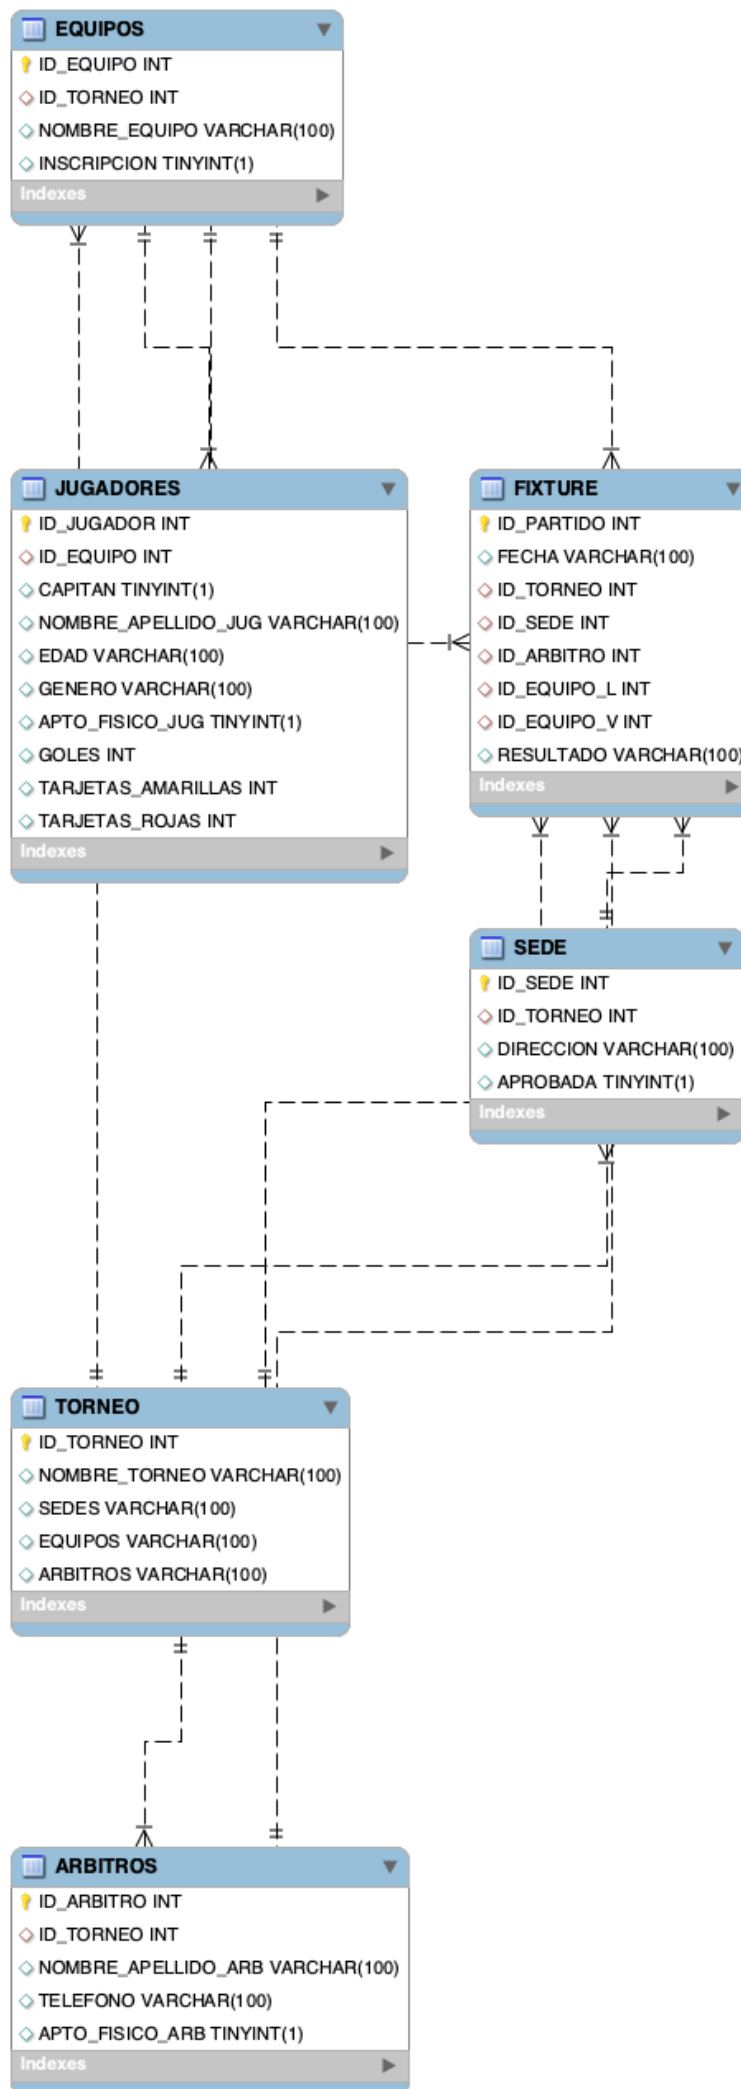 EQUIPOS
ID_EQUIPO INT
ID_TORNEO INT
NOMBRE_EQUIPO VARCHAR(100)
INSCRIPCION TINYINT(1)
Indexes
JUGADORES
ID_JUGADOR INT
ID_EQUIPO INT
CAPITAN TINYINT(1)
NOMBRE_APELLIDO_JUG VARCHAR(100)
EDAD VARCHAR(100)
GENERO VARCHAR(100)
APTO_FISICO_JUG TINYINT(1)
GOLES INT
TARJETAS_AMARILLAS INT
TARJETAS_ROJAS INT
Indexes
FIXTURE
ID_PARTIDO INT
FECHA VARCHAR(100)
ID_TORNEO INT
ID_SEDE INT
ID_ARBITRO INT
ID_EQUIPO_L INT
ID_EQUIPO_V INT
RESULTADO VARCHAR(100)
Indexes
SEDE
ID_SEDE INT
ID_TORNEO INT
DIRECCION VARCHAR(100)
APROBADA TINYINT(1)
Indexes
TORNEO
ID_TORNEO INT
NOMBRE_TORNEO VARCHAR(100)
SEDES VARCHAR(100)
EQUIPOS VARCHAR(100)
ARBITROS VARCHAR(100)
Indexes
ARBITROS
ID_ARBITRO INT
ID_TORNEO INT
NOMBRE_APELLIDO_ARB VARCHAR(100)
TELEFONO VARCHAR(100)
APTO_FISICO_ARB TINYINT(1)
Indexes